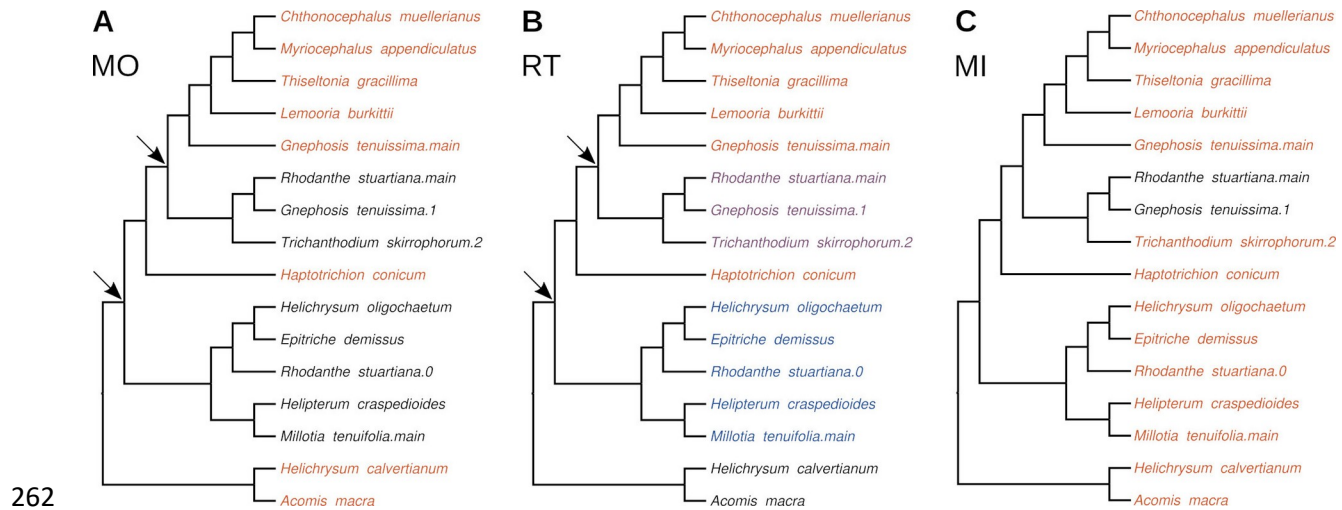 A
MO
Chthonocephalus muellerianus
Myriocephalus appendiculatus
Thiseltonia gracillima
Lemooria burkittii
Gnephosis tenuissima.main
Rhodanthe stuartiana.main
Gnephosis tenuissima.1
Trichanthodium skirrophorum.2
Haptotrichion conicum
Helichrysum oligochaetum
Epitriche demissus
Rhodanthe stuartiana.0
Helipterum craspedioides
Millotia tenuifolia.main
Helichrysum calvertianum
Acomis macra
B
RT
Chthonocephalus muellerianus
Myriocephalus appendiculatus
Thiseltonia gracillima
Lemooria burkittii
Gnephosis tenuissima.main
Rhodanthe stuartiana.main
Gnephosis tenuissima.1
Trichanthodium skirrophorum.2
Haptotrichion conicum
Helichrysum oligochaetum
Epitriche demissus
Rhodanthe stuartiana.0
Helipterum craspedioides
Millotia tenuifolia.main
Helichrysum calvertianum
Acomis macra
C
MI
Chthonocephalus muellerianus
Myriocephalus appendiculatus
Thiseltonia gracillima
Lemooria burkittii
Gnephosis tenuissima.main
Rhodanthe stuartiana.main
Gnephosis tenuissima.1
Trichanthodium skirrophorum.2
Haptotrichion conicum
Helichrysum oligochaetum
Epitriche demissus
Rhodanthe stuartiana.0
Helipterum craspedioides
Millotia tenuifolia.main
Helichrysum calvertianum
Acomis macra
262